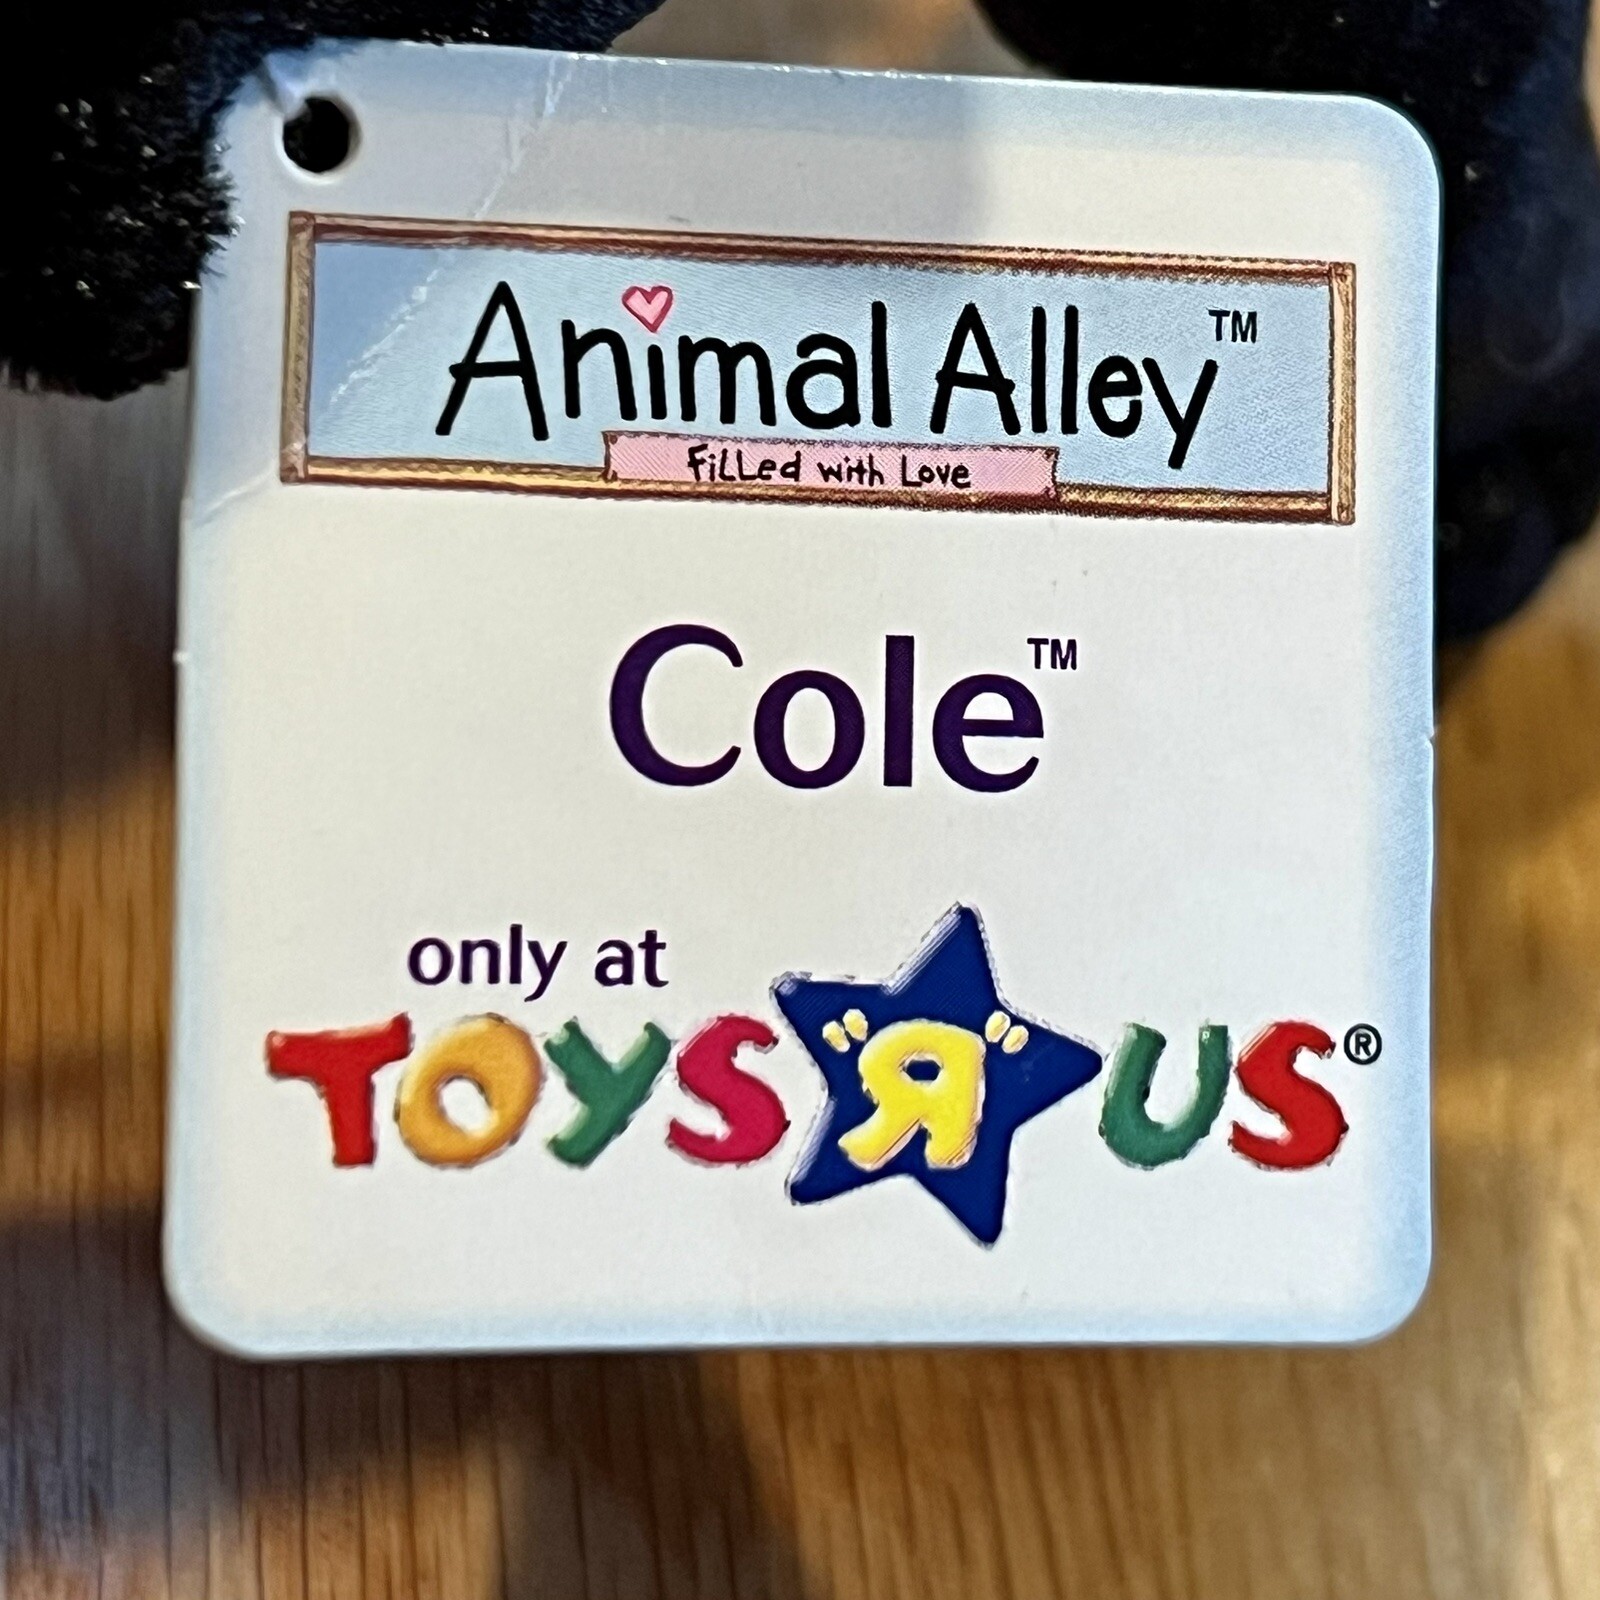 Animal Alley™
Filled with Love
Cole™
only at
TOYS"Я"US®